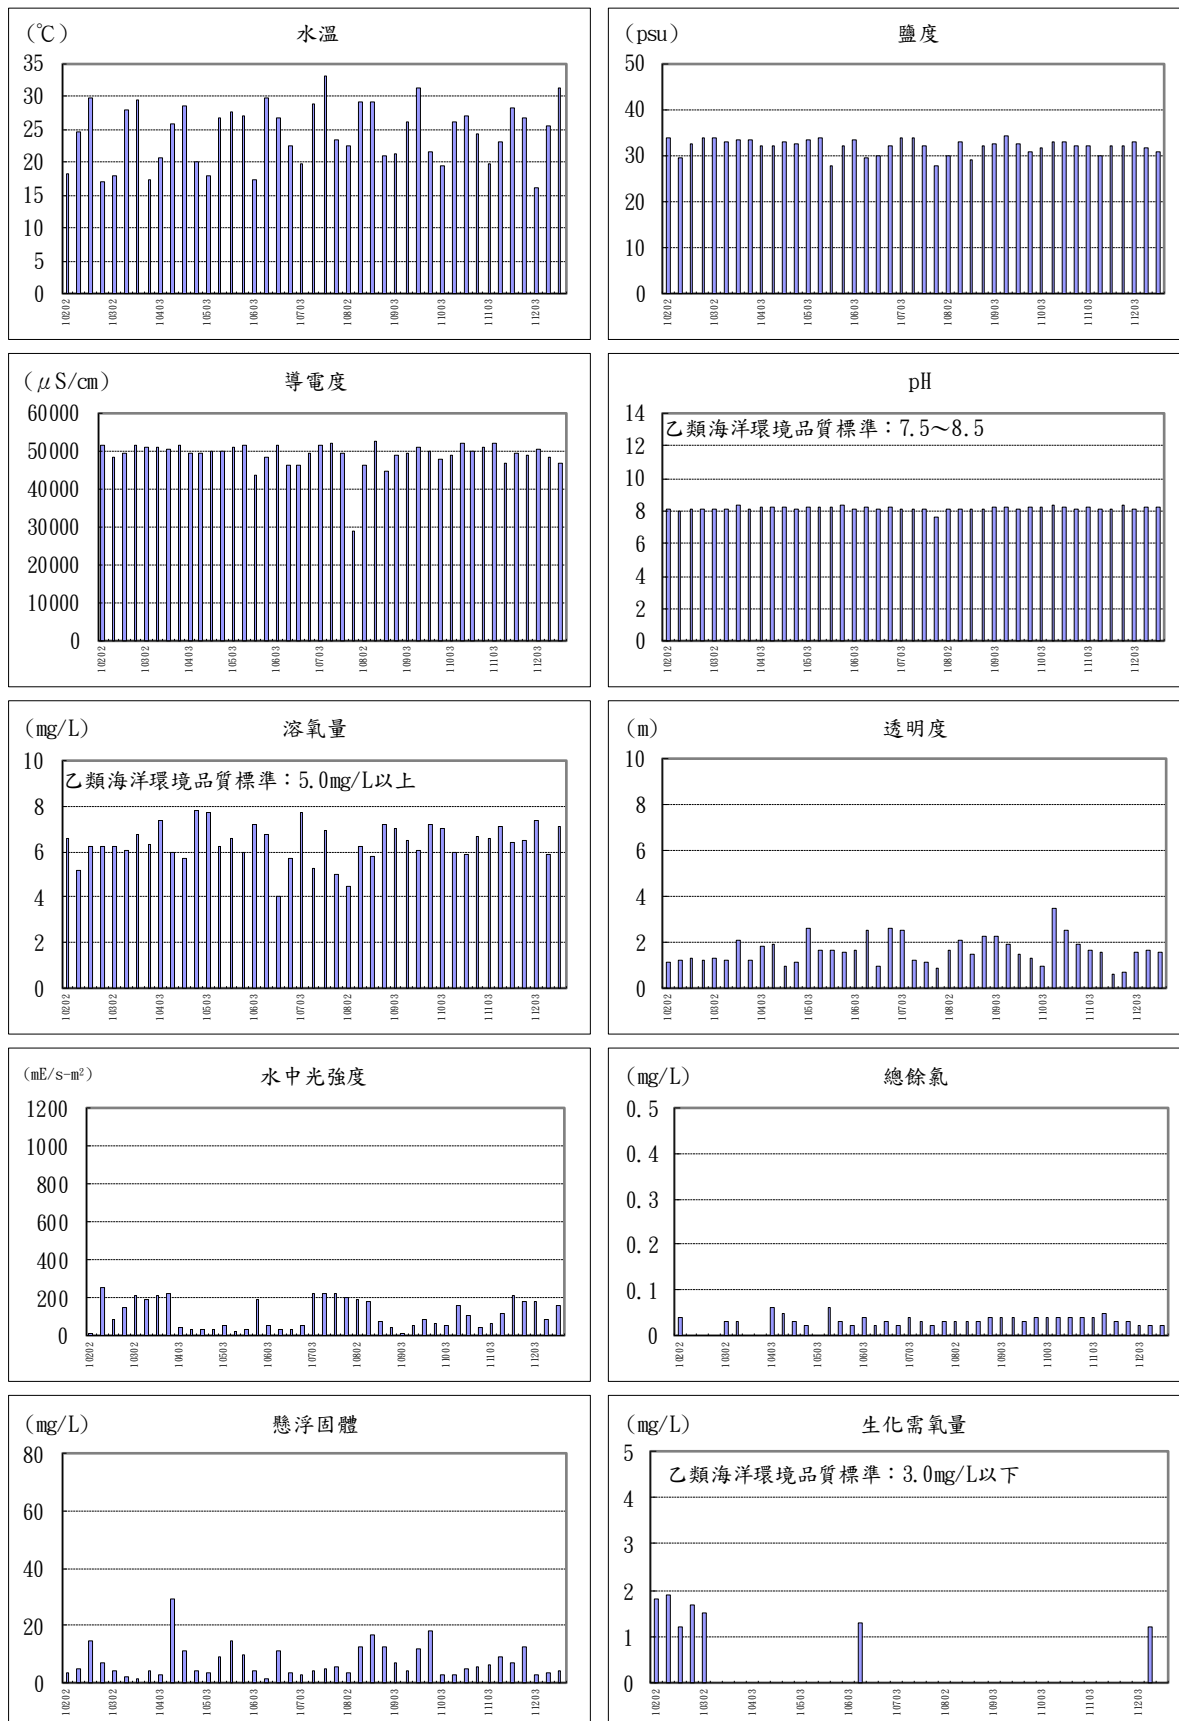 (℃) 水溫
35
30
25
20
15
10
5
0
10202 10302 10403 10503 10603 10703 10802 10903 11003 11103 11203
(psu) 鹽度
50
40
30
20
10
0
10202 10302 10403 10503 10603 10703 10802 10903 11003 11103 11203
(μS/cm) 導電度
60000
50000
40000
30000
20000
10000
0
10202 10302 10403 10503 10603 10703 10802 10903 11003 11103 11203
pH
乙類海洋環境品質標準：7.5～8.5
14
12
10
8
6
4
2
0
10202 10302 10403 10503 10603 10703 10802 10903 11003 11103 11203
(mg/L) 溶氧量
乙類海洋環境品質標準：5.0mg/L以上
10
8
6
4
2
0
10202 10302 10403 10503 10603 10703 10802 10903 11003 11103 11203
(m) 透明度
10
8
6
4
2
0
10202 10302 10403 10503 10603 10703 10802 10903 11003 11103 11203
(mE/s-m²) 水中光強度
1200
1000
800
600
400
200
0
10202 10302 10403 10503 10603 10703 10802 10903 11003 11103 11203
(mg/L) 總餘氯
0.5
0.4
0.3
0.2
0.1
0
10202 10302 10403 10503 10603 10703 10802 10903 11003 11103 11203
(mg/L) 懸浮固體
80
60
40
20
0
10202 10302 10403 10503 10603 10703 10802 10903 11003 11103 11203
(mg/L) 生化需氧量
乙類海洋環境品質標準：3.0mg/L以下
5
4
3
2
1
0
10202 10302 10403 10503 10603 10703 10802 10903 11003 11103 11203